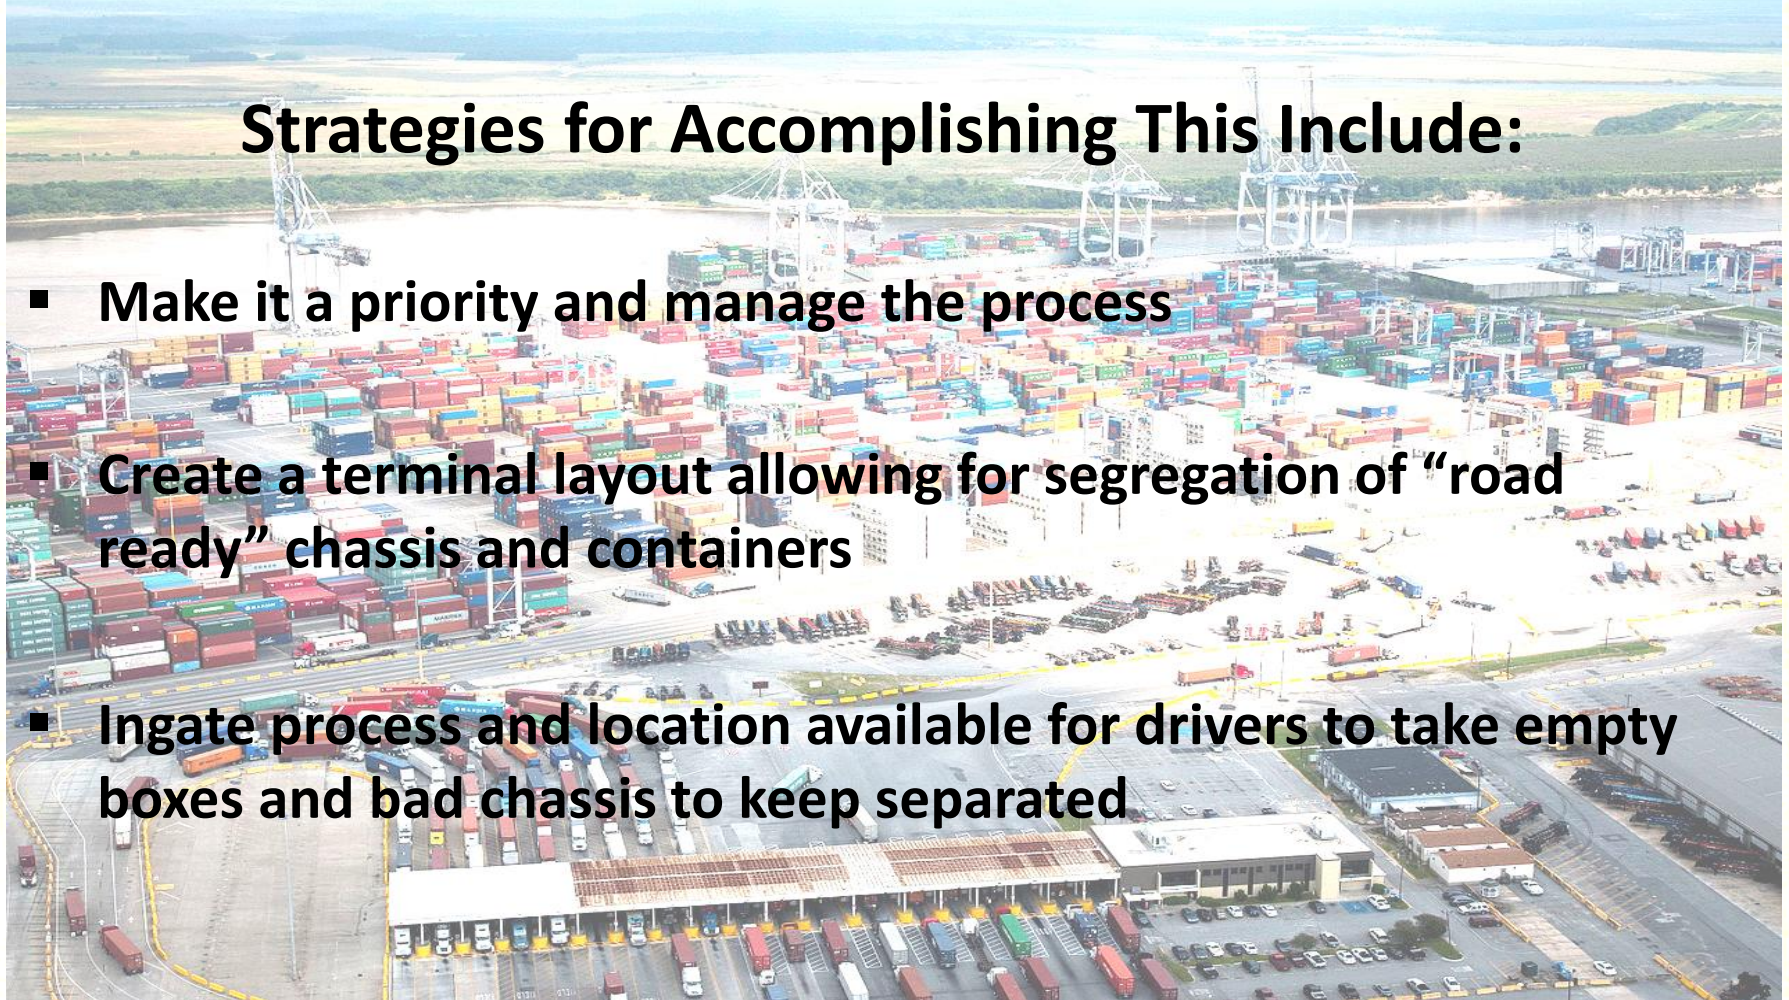 Strategies for Accomplishing This Include:
▪ Make it a priority and manage the process
▪ Create a terminal layout allowing for segregation of “road
ready” chassis and containers
▪ Ingate process and location available for drivers to take empty
boxes and bad chassis to keep separated